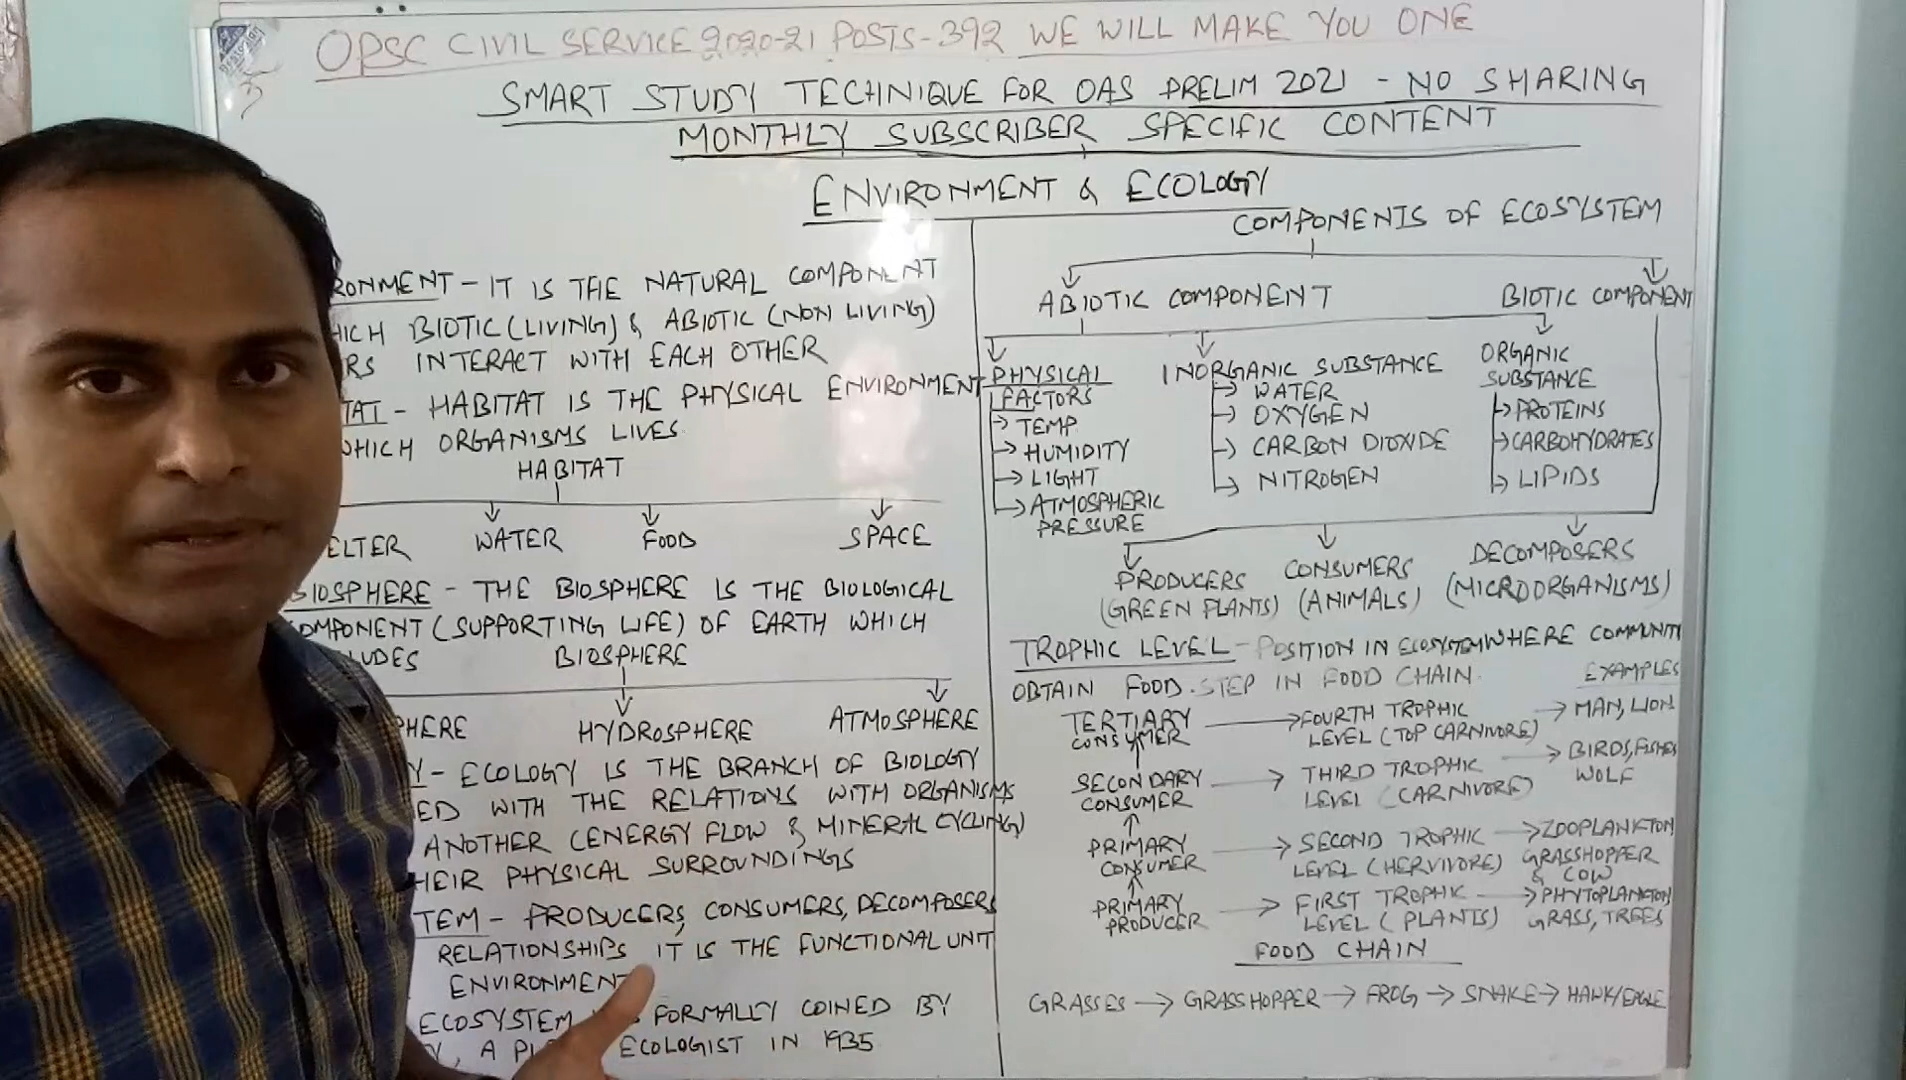 OPSC CIVIL SERVICE 2020-21 POSTS-392 WE WILL MAKE YOU ONE
SMART STUDY TECHNIQUE FOR OAS PRELIM 2021 - NO SHARING
MONTHLY SUBSCRIBER SPECIFIC CONTENT
ENVIRONMENT & ECOLOGY
RONMENT - IT IS THE NATURAL COMPONENT
HICH BIOTIC (LIVING) & ABIOTIC (NON LIVING)
RS INTERACT WITH EACH OTHER
TAT - HABITAT IS THE PHYSICAL ENVIRONMENT
WHICH ORGANISMS LIVES
HABITAT
ELTER WATER FOOD SPACE
BIOSPHERE - THE BIOSPHERE IS THE BIOLOGICAL
OMPONENT (SUPPORTING LIFE) OF EARTH WHICH
LUDES
BIOSPHERE
PHERE HYDROSPHERE ATMOSPHERE
Y - ECOLOGY IS THE BRANCH OF BIOLOGY
ED WITH THE RELATIONS WITH ORGANISMS
ANOTHER (ENERGY FLOW & MINERAL CYCLING)
HEIR PHYSICAL SURROUNDINGS
TEM - PRODUCERS, CONSUMERS, DECOMPOSERS
RELATIONSHIPS. IT IS THE FUNCTIONAL UNIT
ENVIRONMENT
ECOSYSTEM FORMALLY COINED BY
Y, A PL ECOLOGIST IN 1935
COMPONENTS OF ECOSYSTEM
ABIOTIC COMPONENT BIOTIC COMPONENT
PHYSICAL
FACTORS
TEMP
HUMIDITY
LIGHT
ATMOSPHERIC
PRESSURE
INORGANIC SUBSTANCE
WATER
OXYGEN
CARBON DIOXIDE
NITROGEN
ORGANIC
SUBSTANCE
PROTEINS
CARBOHYDRATES
LIPIDS
PRODUCERS
(GREEN PLANTS)
CONSUMERS
(ANIMALS)
DECOMPOSERS
(MICROORGANISMS)
TROPHIC LEVEL - POSITION IN ECOSYSTEM WHERE COMMUNITY
OBTAIN FOOD. STEP IN FOOD CHAIN.
EXAMPLES
TERTIARY
CONSUMER
FOURTH TROPHIC
LEVEL (TOP CARNIVORE)
MAN, LION
SECONDARY
CONSUMER
THIRD TROPHIC
LEVEL (CARNIVORE)
BIRDS, FISHES
WOLF
PRIMARY
CONSUMER
SECOND TROPHIC
LEVEL (HERVIVORE)
ZOOPLANKTON
GRASSHOPPER
& COW
PRIMARY
PRODUCER
FIRST TROPHIC
LEVEL (PLANTS)
PHYTOPLANKTON
GRASS, TREES
FOOD CHAIN
GRASSES → GRASSHOPPER → FROG → SNAKE → HAWK/EAGLE